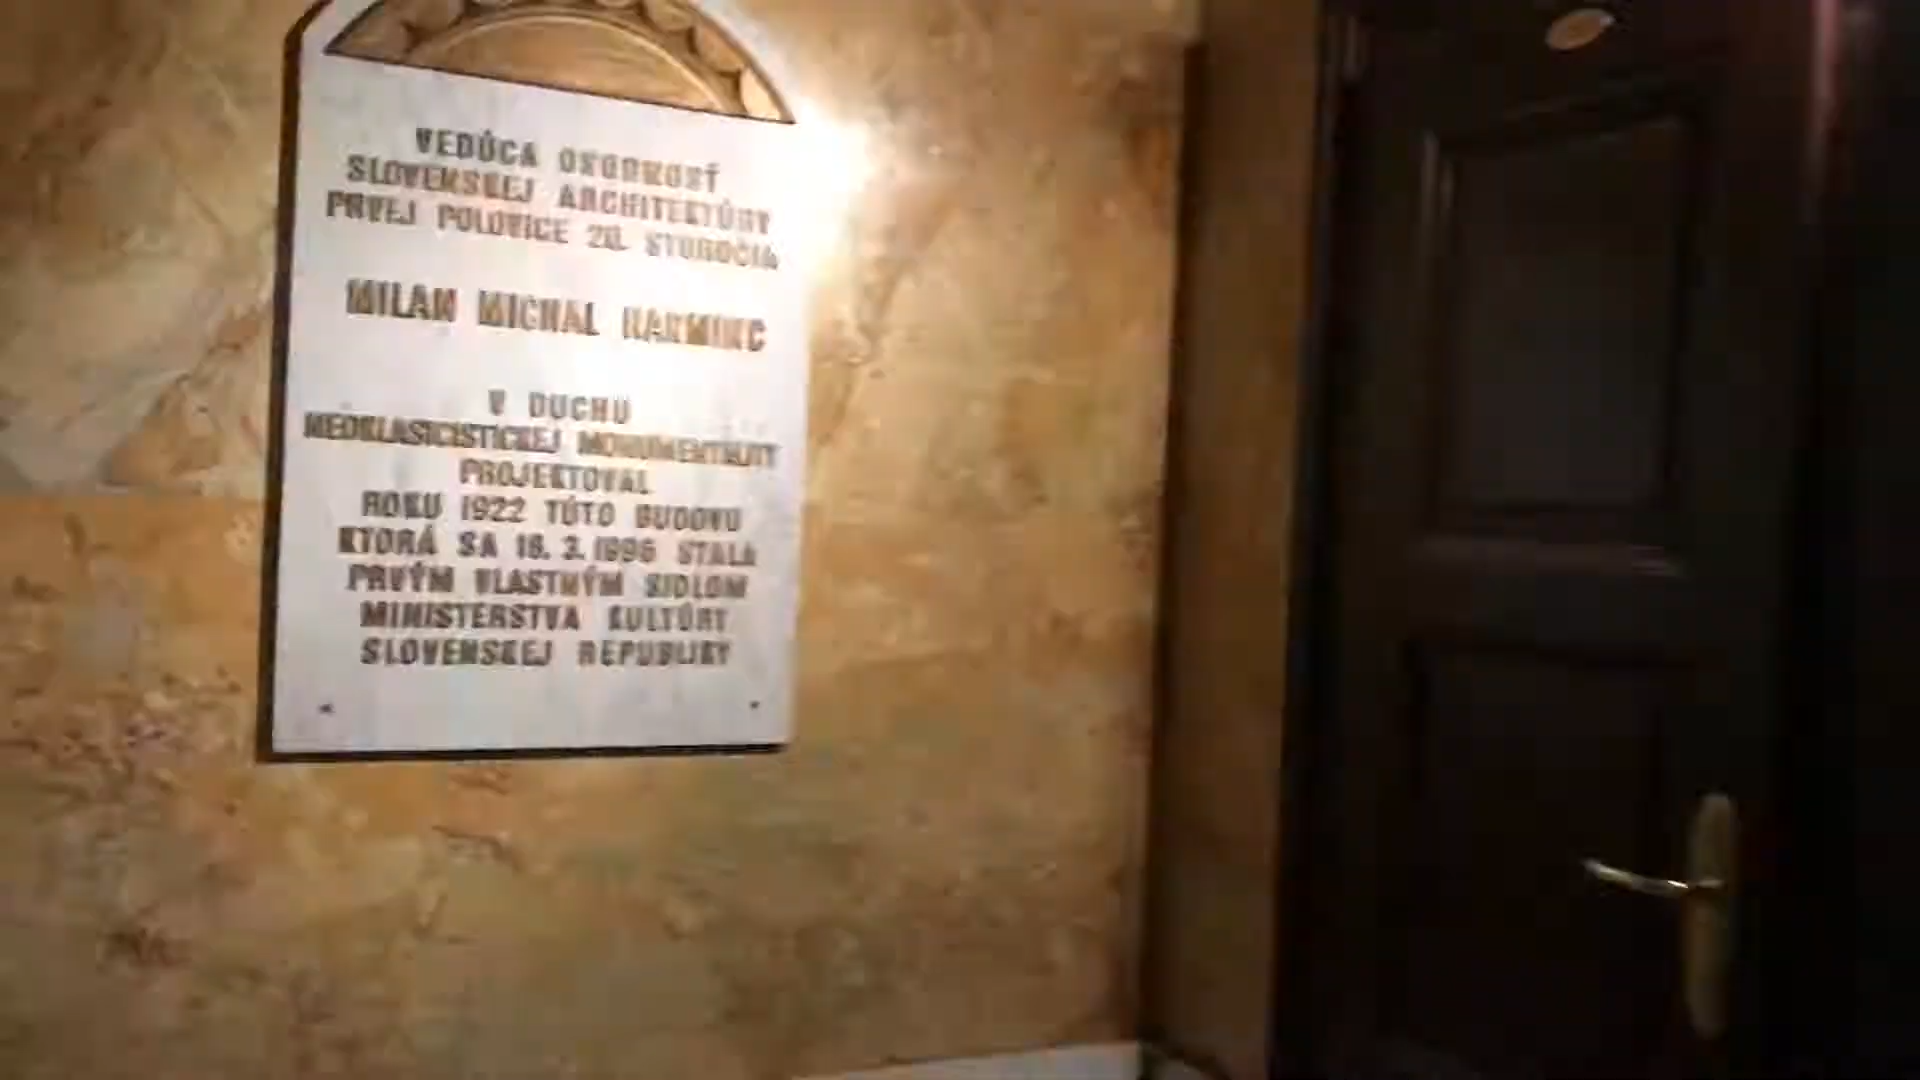 VEDÚCA OSOBNOSŤ
SLOVENSKEJ ARCHITEKTÚRY
PRVEJ POLOVICE 20. STOROČIA
MILAN MICHAL HARMINC
V DUCHU
NEOKLASICISTICKEJ MONUMENTALITY
PROJEKTOVAL
ROKU 1922 TÚTO BUDOVU
KTORÁ SA 18. 3. 1996 STALA
PRVÝM VLASTNÝM SÍDLOM
MINISTERSTVA KULTÚRY
SLOVENSKEJ REPUBLIKY